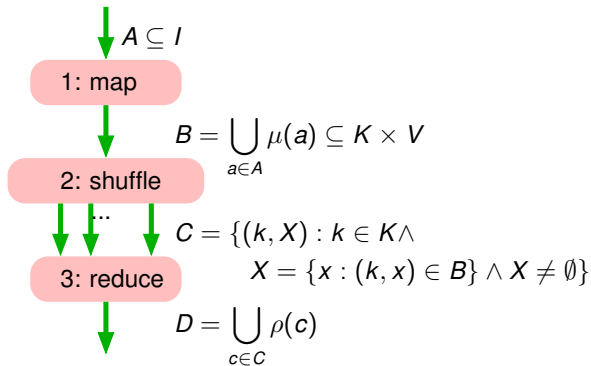 A ⊆ I
1: map
B = ⋃ μ(a) ⊆ K × V
a∈A
2: shuffle
...
C = {(k, X) : k ∈ K∧
X = {x : (k, x) ∈ B} ∧ X ≠ ∅}
3: reduce
D = ⋃ ρ(c)
c∈C